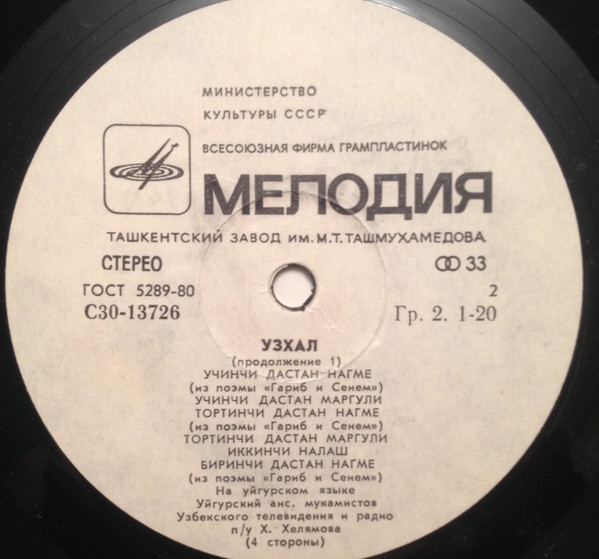 МИНИСТЕРСТВО
КУЛЬТУРЫ СССР
ВСЕСОЮЗНАЯ ФИРМА ГРАМПЛАСТИНОК
МЕЛОДИЯ
ТАШКЕНТСКИЙ ЗАВОД ИМ. М.Т. ТАШМУХАМЕДОВА
СТЕРЕО 33
ГОСТ 5289-80 2
С30-13726 Гр. 2. 1-20
УЗХАЛ
(продолжение 1)
УЧИНЧИ ДАСТАН НАГМЕ
(из поэмы «Гариб и Сенем»)
УЧИНЧИ ДАСТАН МАРГУЛИ
ТОРТИНЧИ ДАСТАН НАГМЕ
(из поэмы «Гариб и Сенем»)
ТОРТИНЧИ ДАСТАН МАРГУЛИ
ИККИНЧИ НАЛАШ
БИРИНЧИ ДАСТАН НАГМЕ
(из поэмы «Гариб и Сенем»)
На уйгурском языке
Уйгурский анс. мукамистов
Узбекского телевидения и радио
п/у Х. Хелямова
(4 стороны)